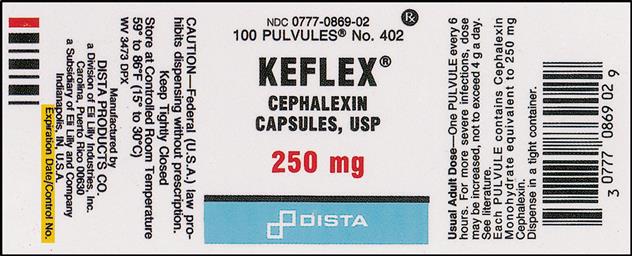 NDC 0777-0869-02
Rx
100 PULVULES® No. 402
KEFLEX®
CEPHALEXIN
CAPSULES, USP
250 mg
DISTA
CAUTION—Federal (U.S.A.) law pro-
hibits dispensing without prescription.
Keep Tightly Closed
Store at Controlled Room Temperature
59° to 86°F (15° to 30°C)
WV 3473 DPX
Manufactured by
DISTA PRODUCTS CO.
a Division of Eli Lilly Industries, Inc.
Carolina, Puerto Rico 00630
a Subsidiary of Eli Lilly and Company
Indianapolis, IN, U.S.A.
Expiration Date/Control No.
Usual Adult Dose—One PULVULE every 6
hours. For more severe infections, dose
may be increased, not to exceed 4 g a day.
See literature.
Each PULVULE contains Cephalexin
Monohydrate equivalent to 250 mg
Cephalexin.
Dispense in a tight container.
3 0777 0869 02 9